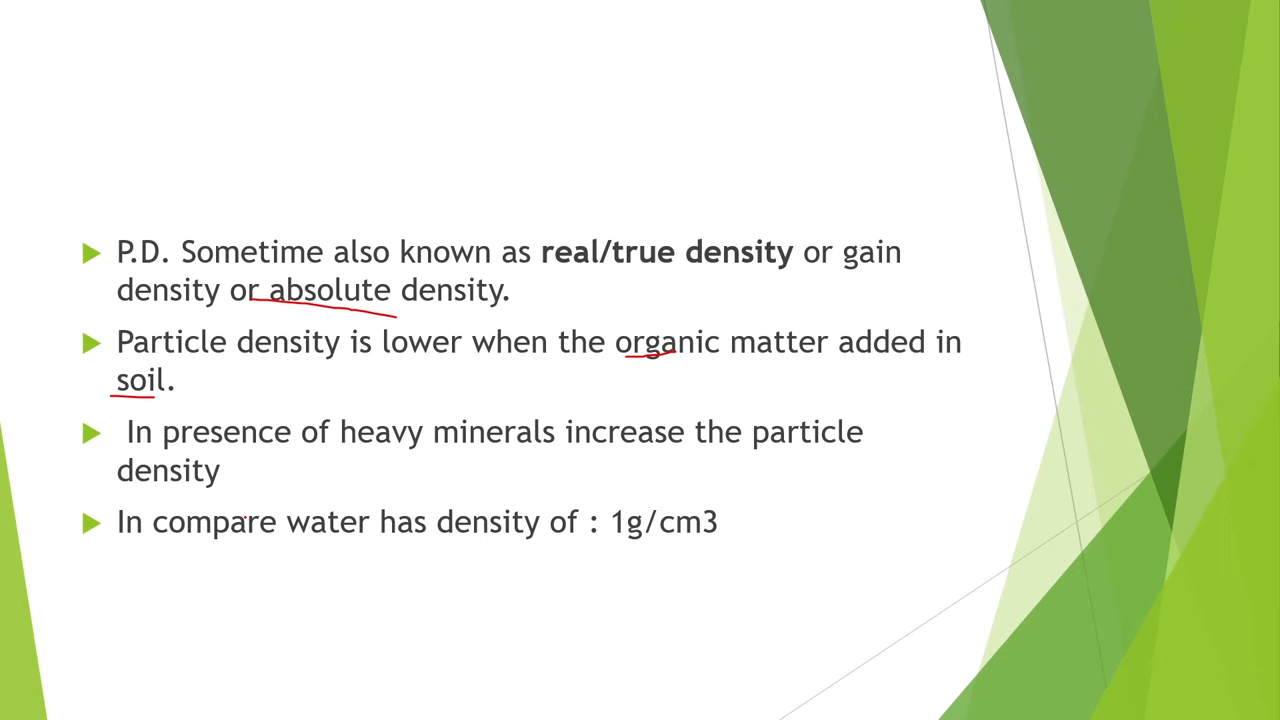 P.D. Sometime also known as real/true density or gain
density or absolute density.
Particle density is lower when the organic matter added in
soil.
In presence of heavy minerals increase the particle
density
In compare water has density of : 1g/cm3